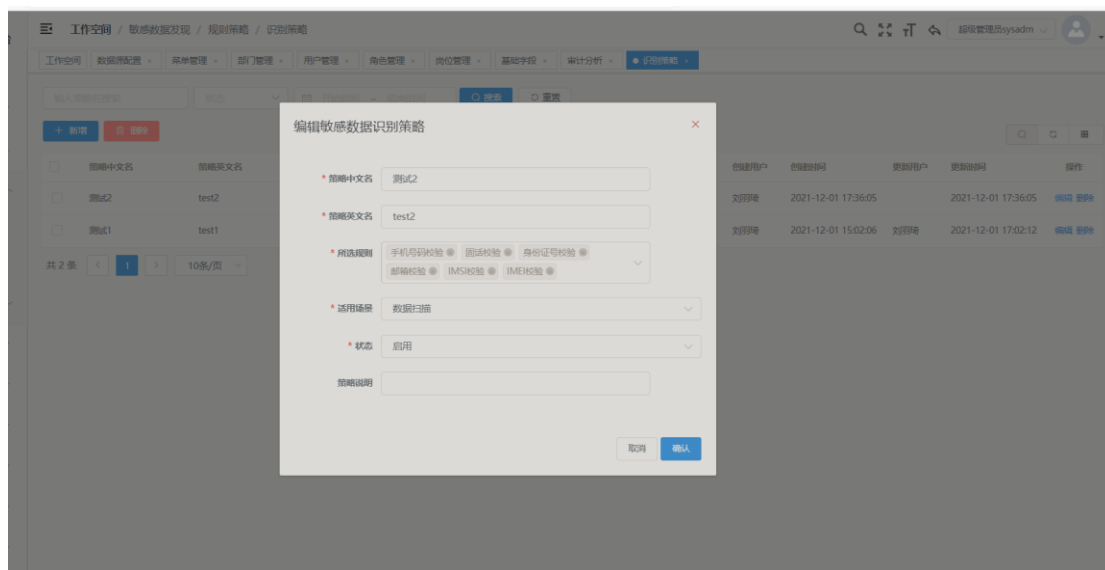 工作空间 / 敏感数据发现 / 规则策略 / 识别策略
超级管理员sysadm
工作空间 数据源配置 × 菜单管理 × 部门管理 × 用户管理 × 角色管理 × 岗位管理 × 基础字段 × 审计分析 × 识别策略 ×
状态 搜索 重置
+ 新增 删除
编辑敏感数据识别策略 ×
策略中文名 策略英文名 创建用户 创建时间 更新用户 更新时间 操作
测试2 test2 2021-12-01 17:36:05 2021-12-01 17:36:05 编辑 删除
测试1 test1 2021-12-01 15:02:06 2021-12-01 17:02:12 编辑 删除
共 2 条 < 1 > 10条/页
* 策略中文名 测试2
* 策略英文名 test2
* 所选规则 手机号码校验 固话校验 身份证号校验
邮箱校验 IMSI校验 IMEI校验
* 适用场景 数据扫描
* 状态 启用
策略说明
取消 确认